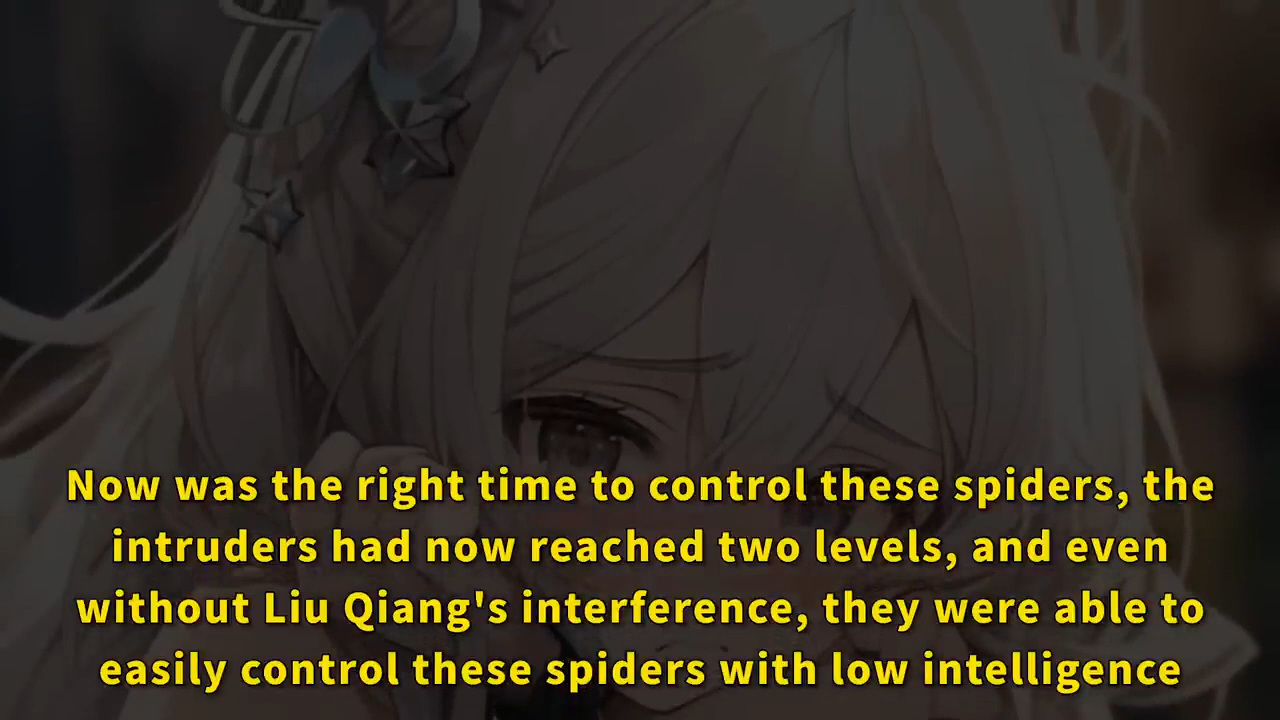 Now was the right time to control these spiders, the
intruders had now reached two levels, and even
without Liu Qiang's interference, they were able to
easily control these spiders with low intelligence